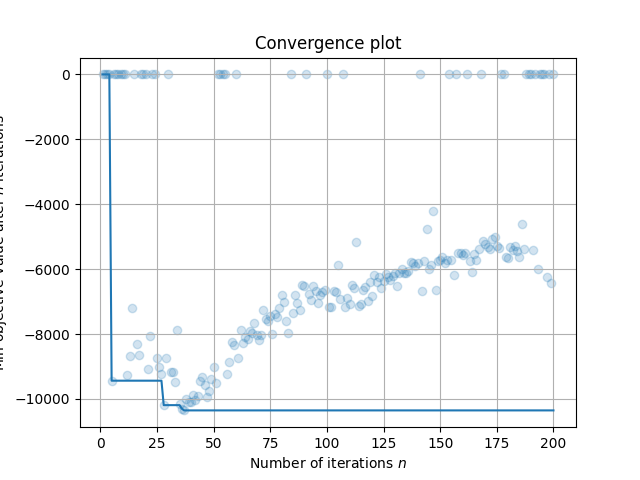 Convergence plot
0
−2000
−4000
−6000
−8000
−10000
objective value after n iterations
0 25 50 75 100 125 150 175 200
Number of iterations n